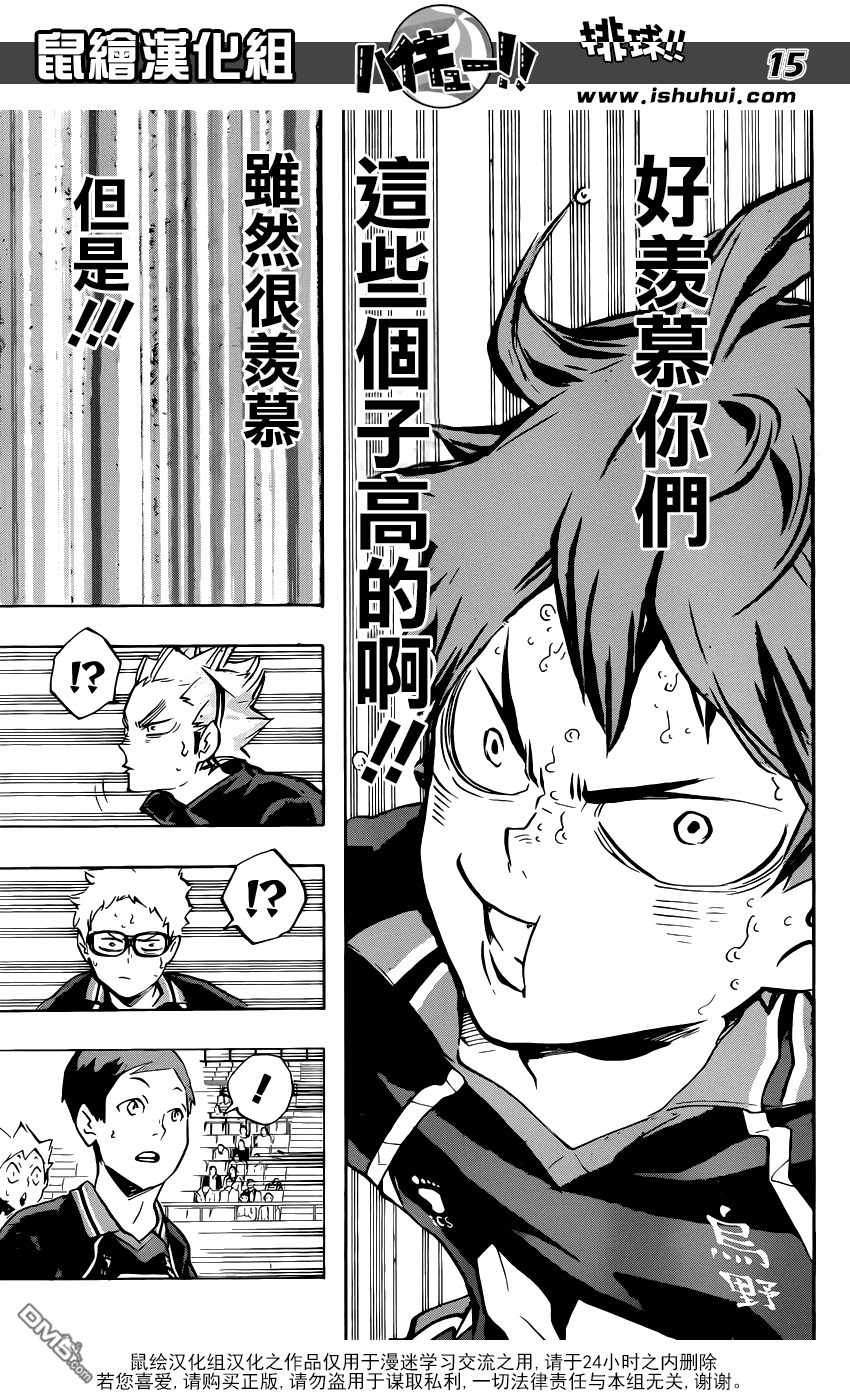 鼠繪漢化組
ハイキュー!!
排球!!
15
www.ishuhui.com
好羨慕你們
這些個子高的啊!!
雖然很羨慕
但是!!!
!?
!?
!
ICS
烏野
DM5.com
鼠绘汉化组汉化之作品仅用于漫迷学习交流之用, 请于24小时之内删除
若您喜爱, 请购买正版, 请勿盗用于谋取私利, 一切法律责任与本组无关, 谢谢。